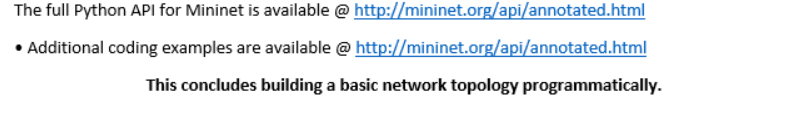 The full Python API for Mininet is available @ http://mininet.org/api/annotated.html
• Additional coding examples are available @ http://mininet.org/api/annotated.html
This concludes building a basic network topology programmatically.